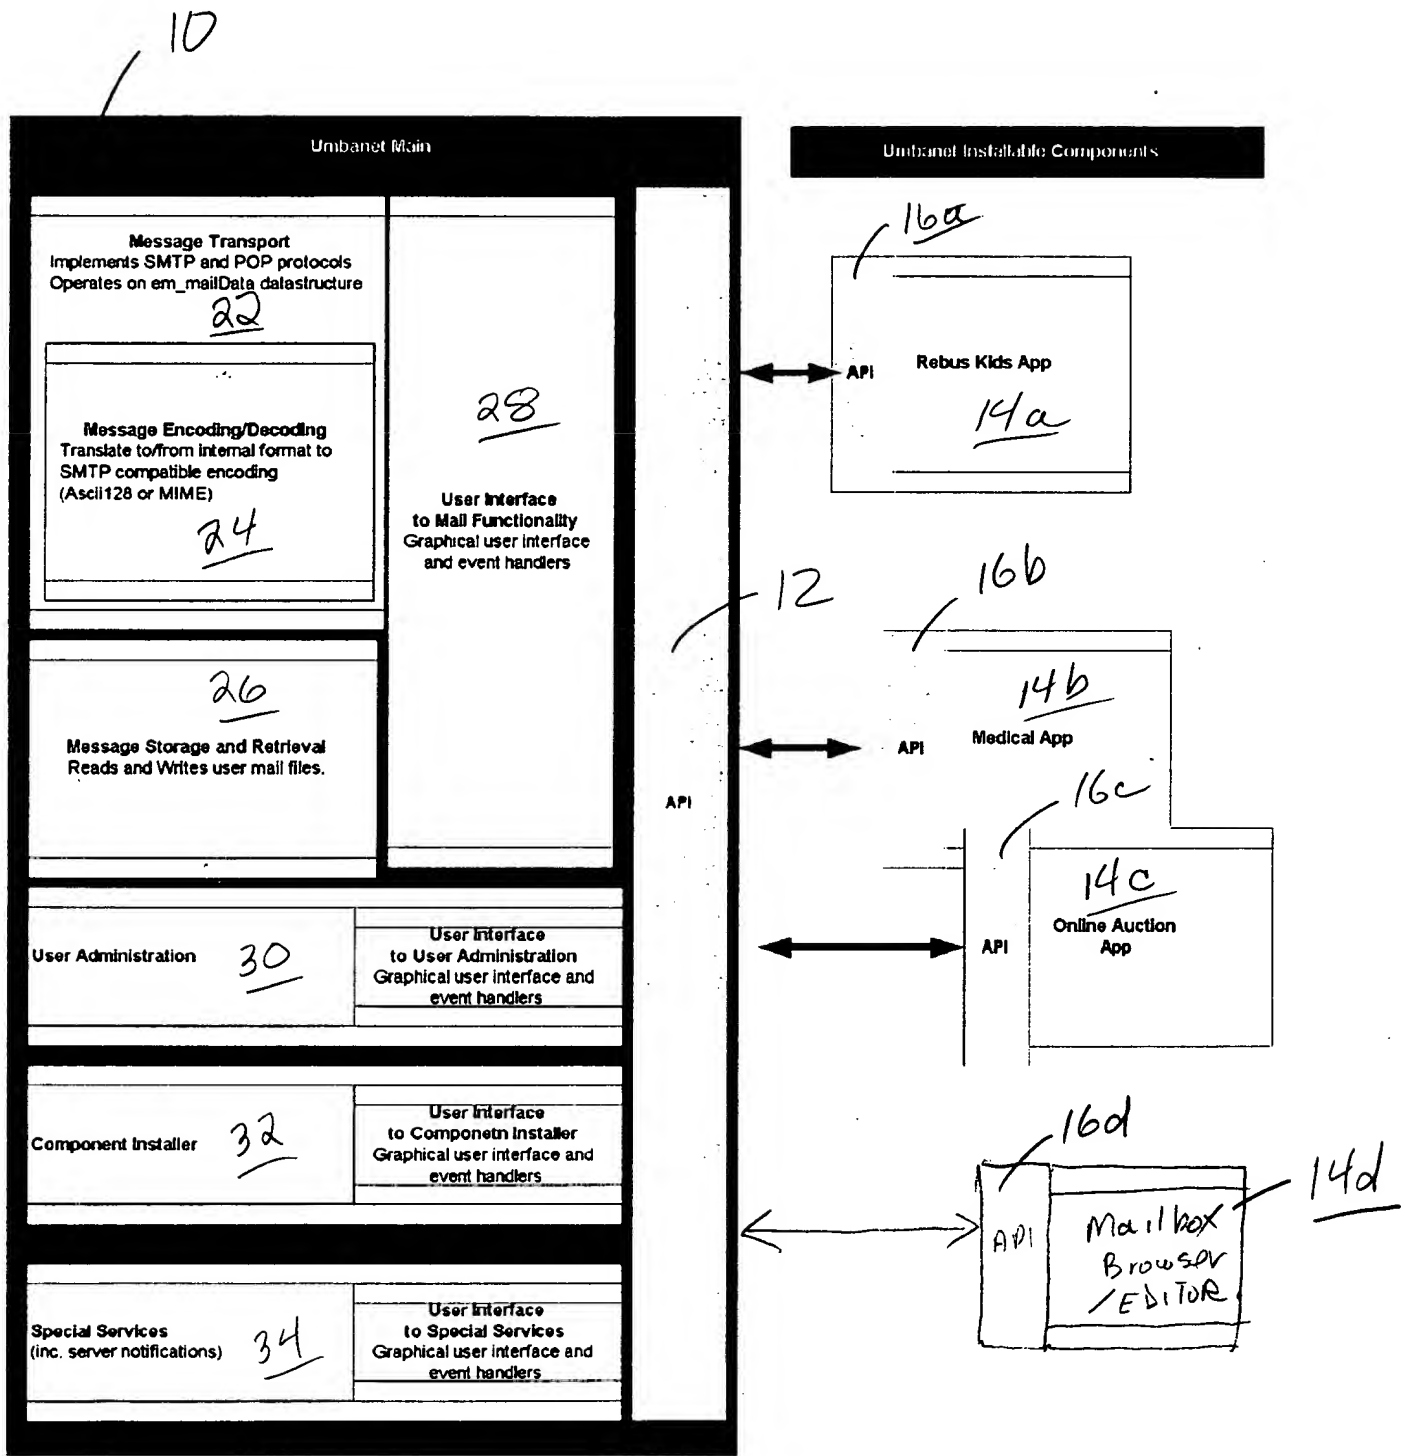 10
Umbanet Main
Umbanet Installable Components
Message Transport
Implements SMTP and POP protocols
Operates on em_mailData datastructure
22
Message Encoding/Decoding
Translate to/from internal format to
SMTP compatible encoding
(Ascii128 or MIME)
24
28
User Interface
to Mail Functionality
Graphical user interface
and event handlers
26
Message Storage and Retrieval
Reads and Writes user mail files.
12
API
User Administration
30
User Interface
to User Administration
Graphical user interface and
event handlers
Component Installer
32
User Interface
to Componetn Installer
Graphical user interface and
event handlers
Special Services
(inc. server notifications)
34
User Interface
to Special Services
Graphical user interface and
event handlers
16a
API
Rebus Kids App
14a
16b
14b
API
Medical App
16c
14c
API
Online Auction
App
16d
14d
API
Mailbox
Browser
/EDITOR